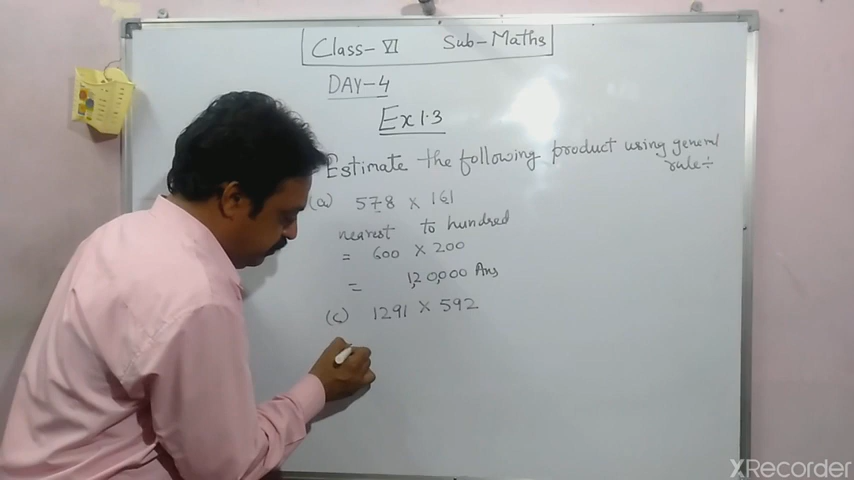 Class-VI Sub-Maths
DAY-4
Ex 1.3
Estimate the following product using general
rule÷
(a) 578 × 161
nearest to hundred
= 600 × 200
= 1,20,000 Ans
(c) 1291 × 592
XRecorder